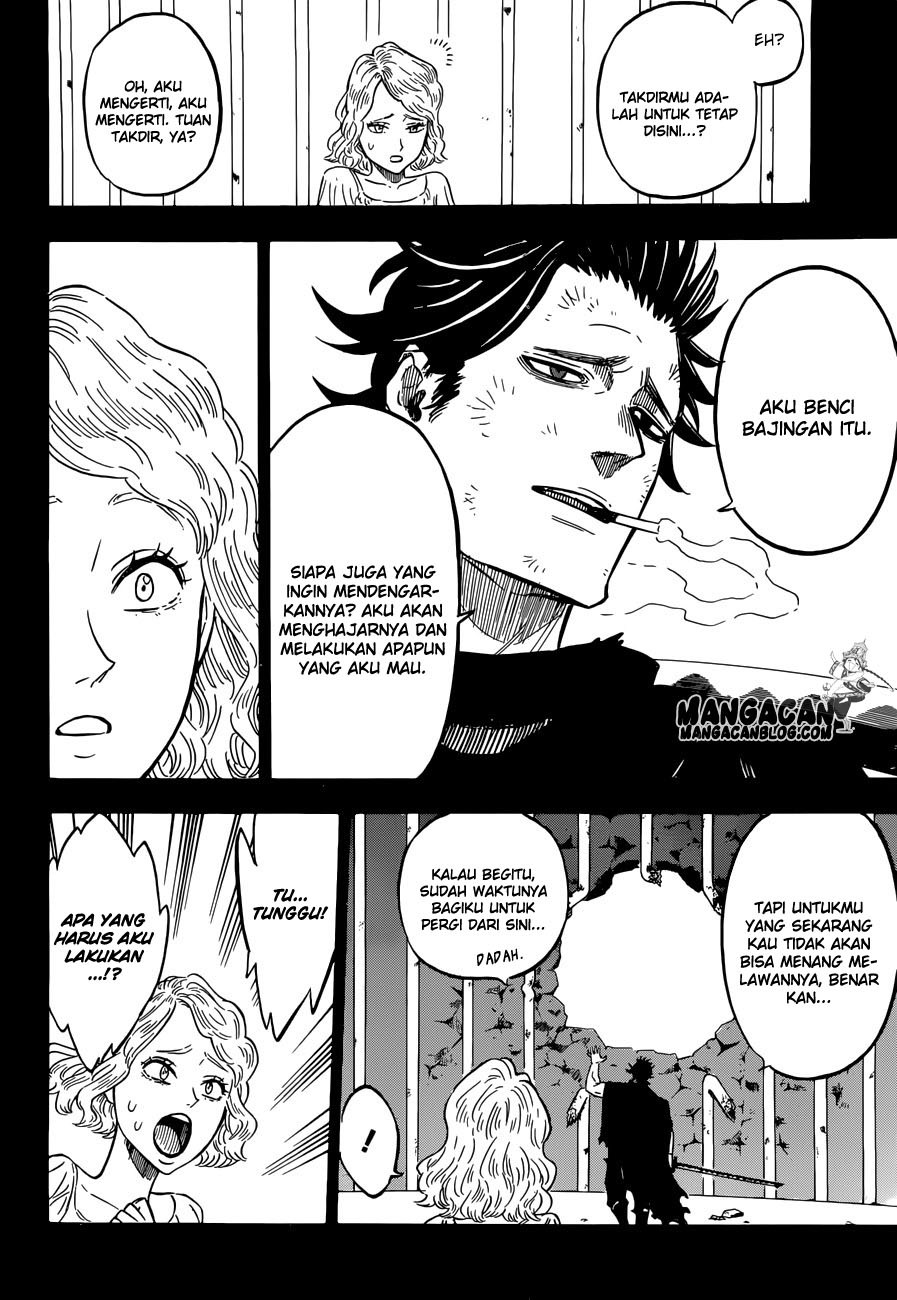 EH?
TAKDIRMU ADA-
LAH UNTUK TETAP
DISINI...?
OH, AKU
MENGERTI, AKU
MENGERTI. TUAN
TAKDIR, YA?
AKU BENCI
BAJINGAN ITU.
SIAPA JUGA YANG
INGIN MENDENGAR-
KANNYA? AKU AKAN
MENGHAJARNYA DAN
MELAKUKAN APAPUN
YANG AKU MAU.
MANGACAN
MANGACANBLOG.COM
TAPI UNTUKMU
YANG SEKARANG
KAU TIDAK AKAN
BISA MENANG ME-
LAWANNYA, BENAR
KAN...
KALAU BEGITU,
SUDAH WAKTUNYA
BAGIKU UNTUK
PERGI DARI SINI...
DADAH.
!
TU...
TUNGGU!
APA YANG
HARUS AKU
LAKUKAN
...!?